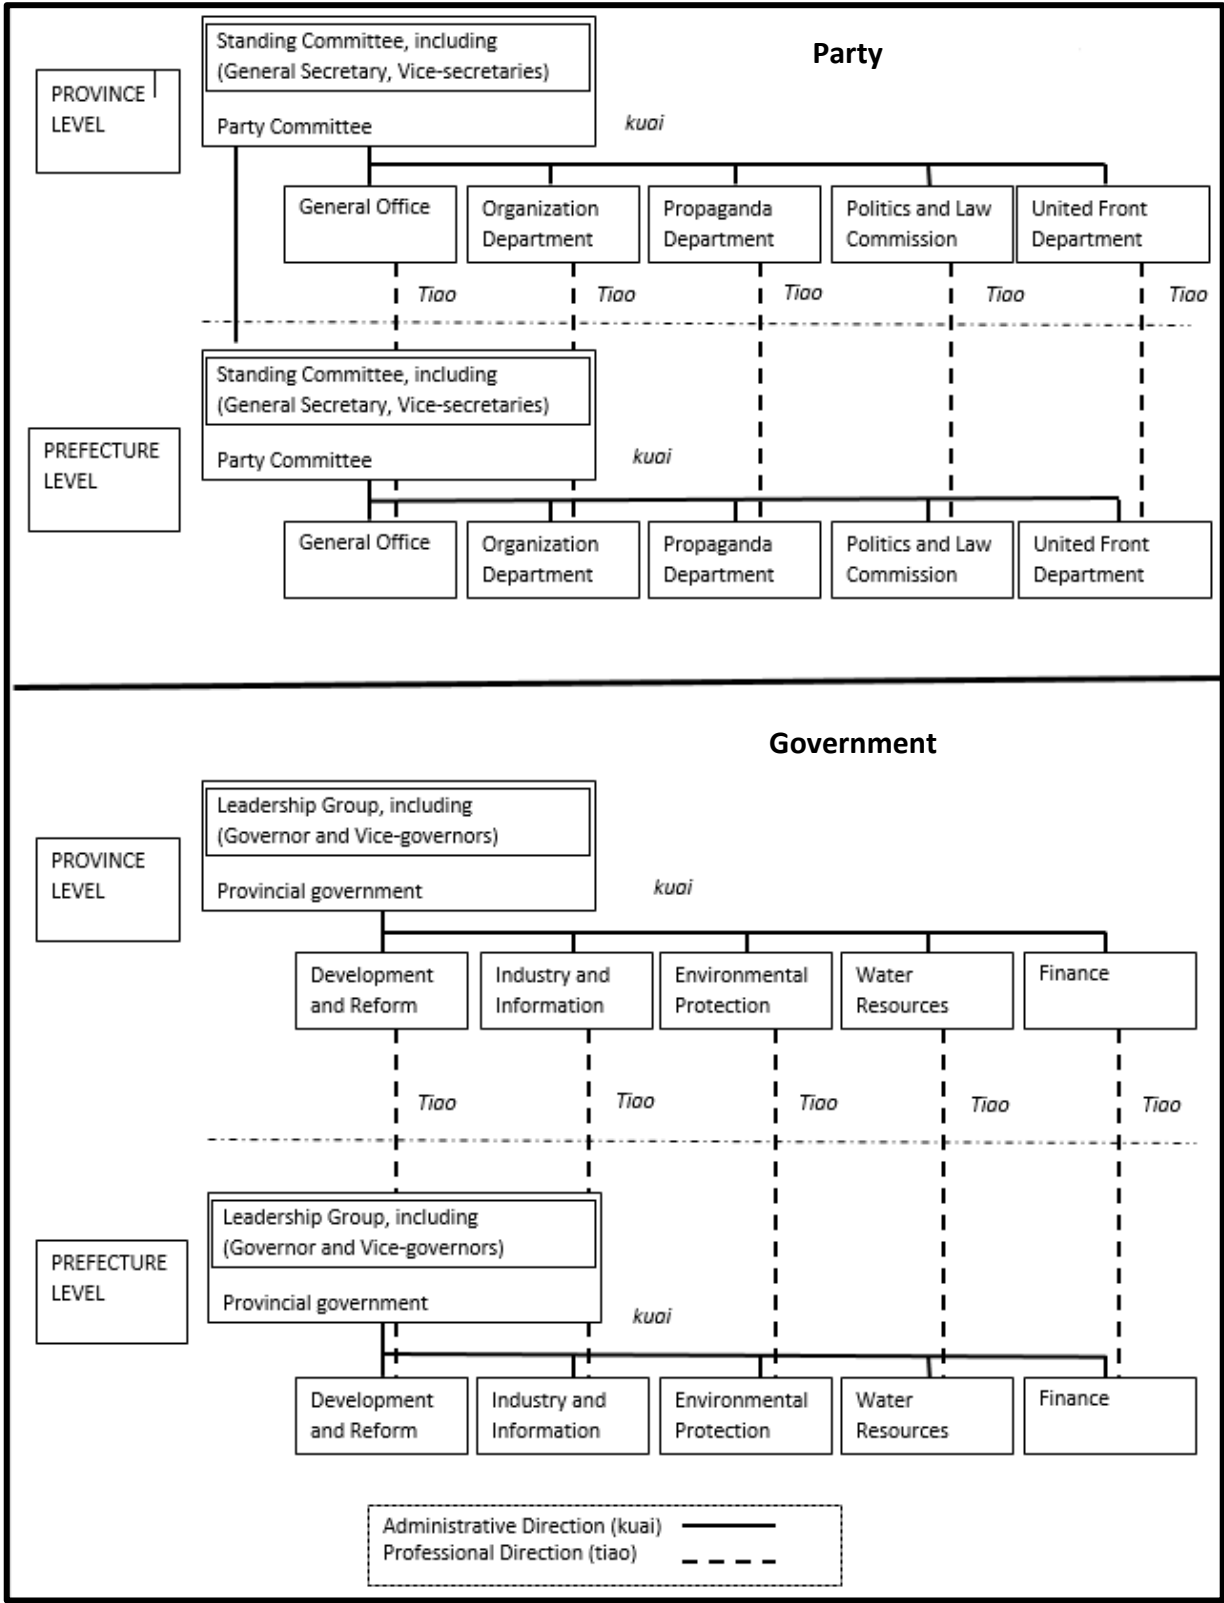 Party
Standing Committee, including
(General Secretary, Vice-secretaries)
Party Committee
PROVINCE
LEVEL
kuai
General Office
Organization
Department
Propaganda
Department
Politics and Law
Commission
United Front
Department
Tiao
Tiao
Tiao
Tiao
Tiao
Standing Committee, including
(General Secretary, Vice-secretaries)
Party Committee
PREFECTURE
LEVEL
kuai
General Office
Organization
Department
Propaganda
Department
Politics and Law
Commission
United Front
Department
Government
Leadership Group, including
(Governor and Vice-governors)
Provincial government
PROVINCE
LEVEL
kuai
Development
and Reform
Industry and
Information
Environmental
Protection
Water
Resources
Finance
Tiao
Tiao
Tiao
Tiao
Tiao
Leadership Group, including
(Governor and Vice-governors)
Provincial government
PREFECTURE
LEVEL
kuai
Development
and Reform
Industry and
Information
Environmental
Protection
Water
Resources
Finance
Administrative Direction (kuai)
Professional Direction (tiao)